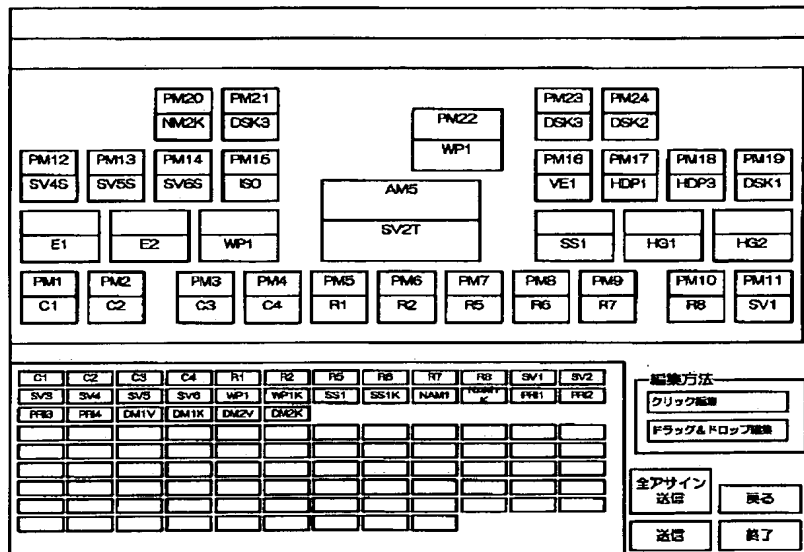 PM20 PM21 PM23 PM24
NM2K DSK3 PM22 DSK3 DSK2
WP1
PM12 PM13 PM14 PM15 PM16 PM17 PM18 PM19
SV4S SV5S SV6S ISO AM5 VE1 HDP1 HDP3 DSK1
SV2T
E1 E2 WP1 SS1 HG1 HG2
PM1 PM2 PM3 PM4 PM5 PM6 PM7 PM8 PM9 PM10 PM11
C1 C2 C3 C4 R1 R2 R5 R6 R7 R8 SV1
C1 C2 C3 C4 R1 R2 R5 R6 R7 R8 SV1 SV2
SV3 SV4 SV5 SV6 WP1 WP1K SS1 SS1K NAM1 PRI1 PRI2
PRI3 PRI4 DM1V DM1K DM2V DM2K
編集方法
クリック編集
ドラッグ&ドロップ編集
全アサイン
送信
戻る
送信
終了